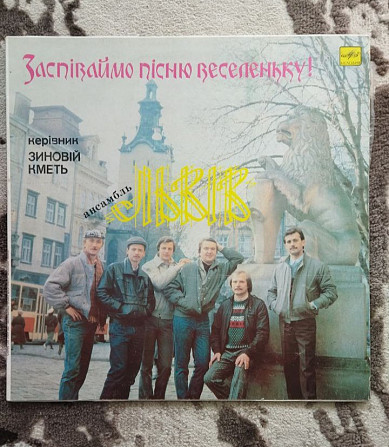 Заспіваймо пісню веселеньку!
керівник
ЗИНОВІЙ
КМЕТЬ
ансамбль
ЛЬВІВ